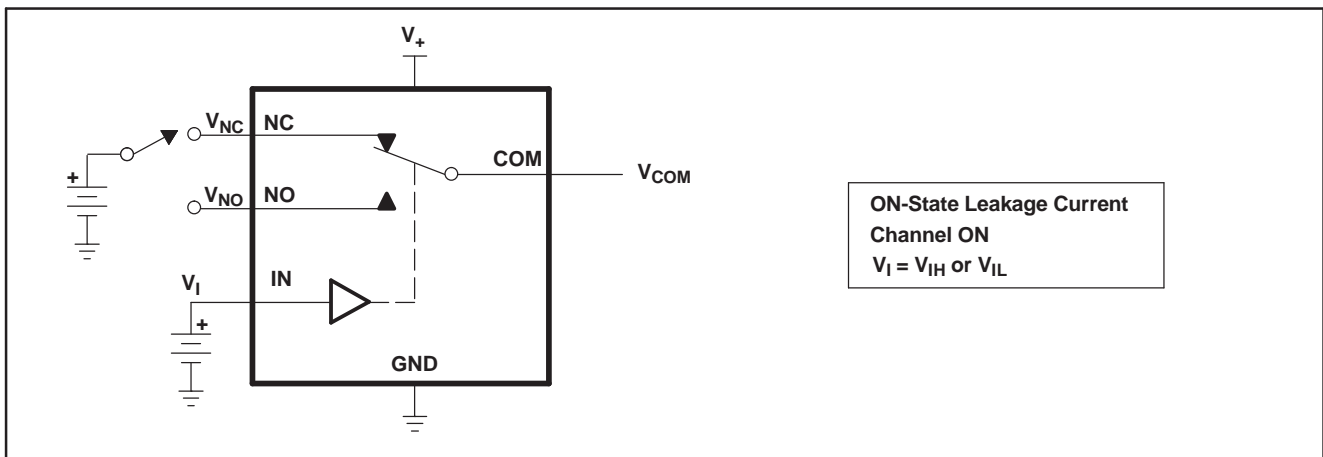 V+
VNC NC
COM
VCOM
+
VNO NO
VI IN
+
GND
ON-State Leakage Current
Channel ON
VI = VIH or VIL